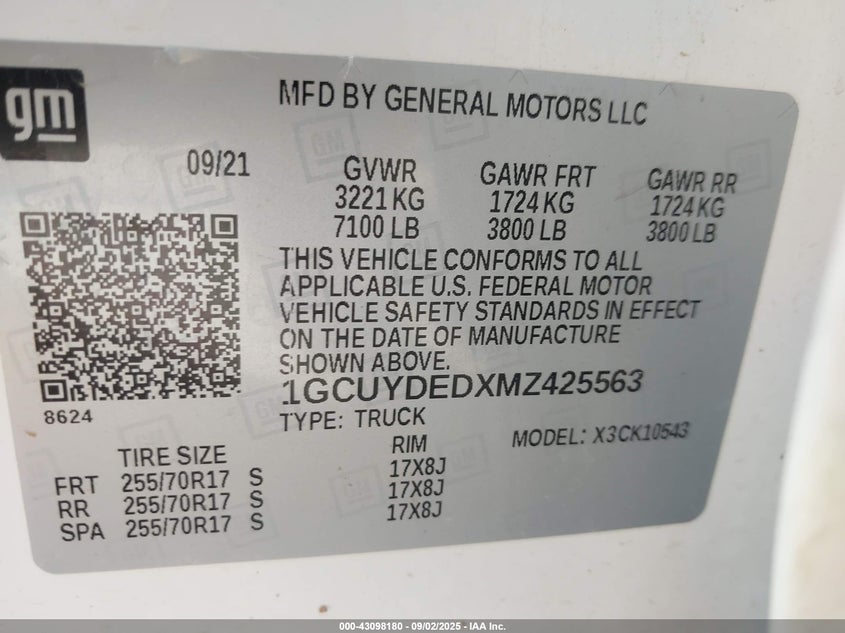 gm
MFD BY GENERAL MOTORS LLC
09/21
GVWR GAWR FRT GAWR RR
3221 KG 1724 KG 1724 KG
7100 LB 3800 LB 3800 LB
THIS VEHICLE CONFORMS TO ALL
APPLICABLE U.S. FEDERAL MOTOR
VEHICLE SAFETY STANDARDS IN EFFECT
ON THE DATE OF MANUFACTURE
SHOWN ABOVE.
1GCUYDEDXMZ425563
8624
TYPE: TRUCK MODEL: X3CK10543
TIRE SIZE RIM
FRT 255/70R17 S 17X8J
RR 255/70R17 S 17X8J
SPA 255/70R17 S 17X8J
000-43098180 - 09/02/2025 - IAA Inc.